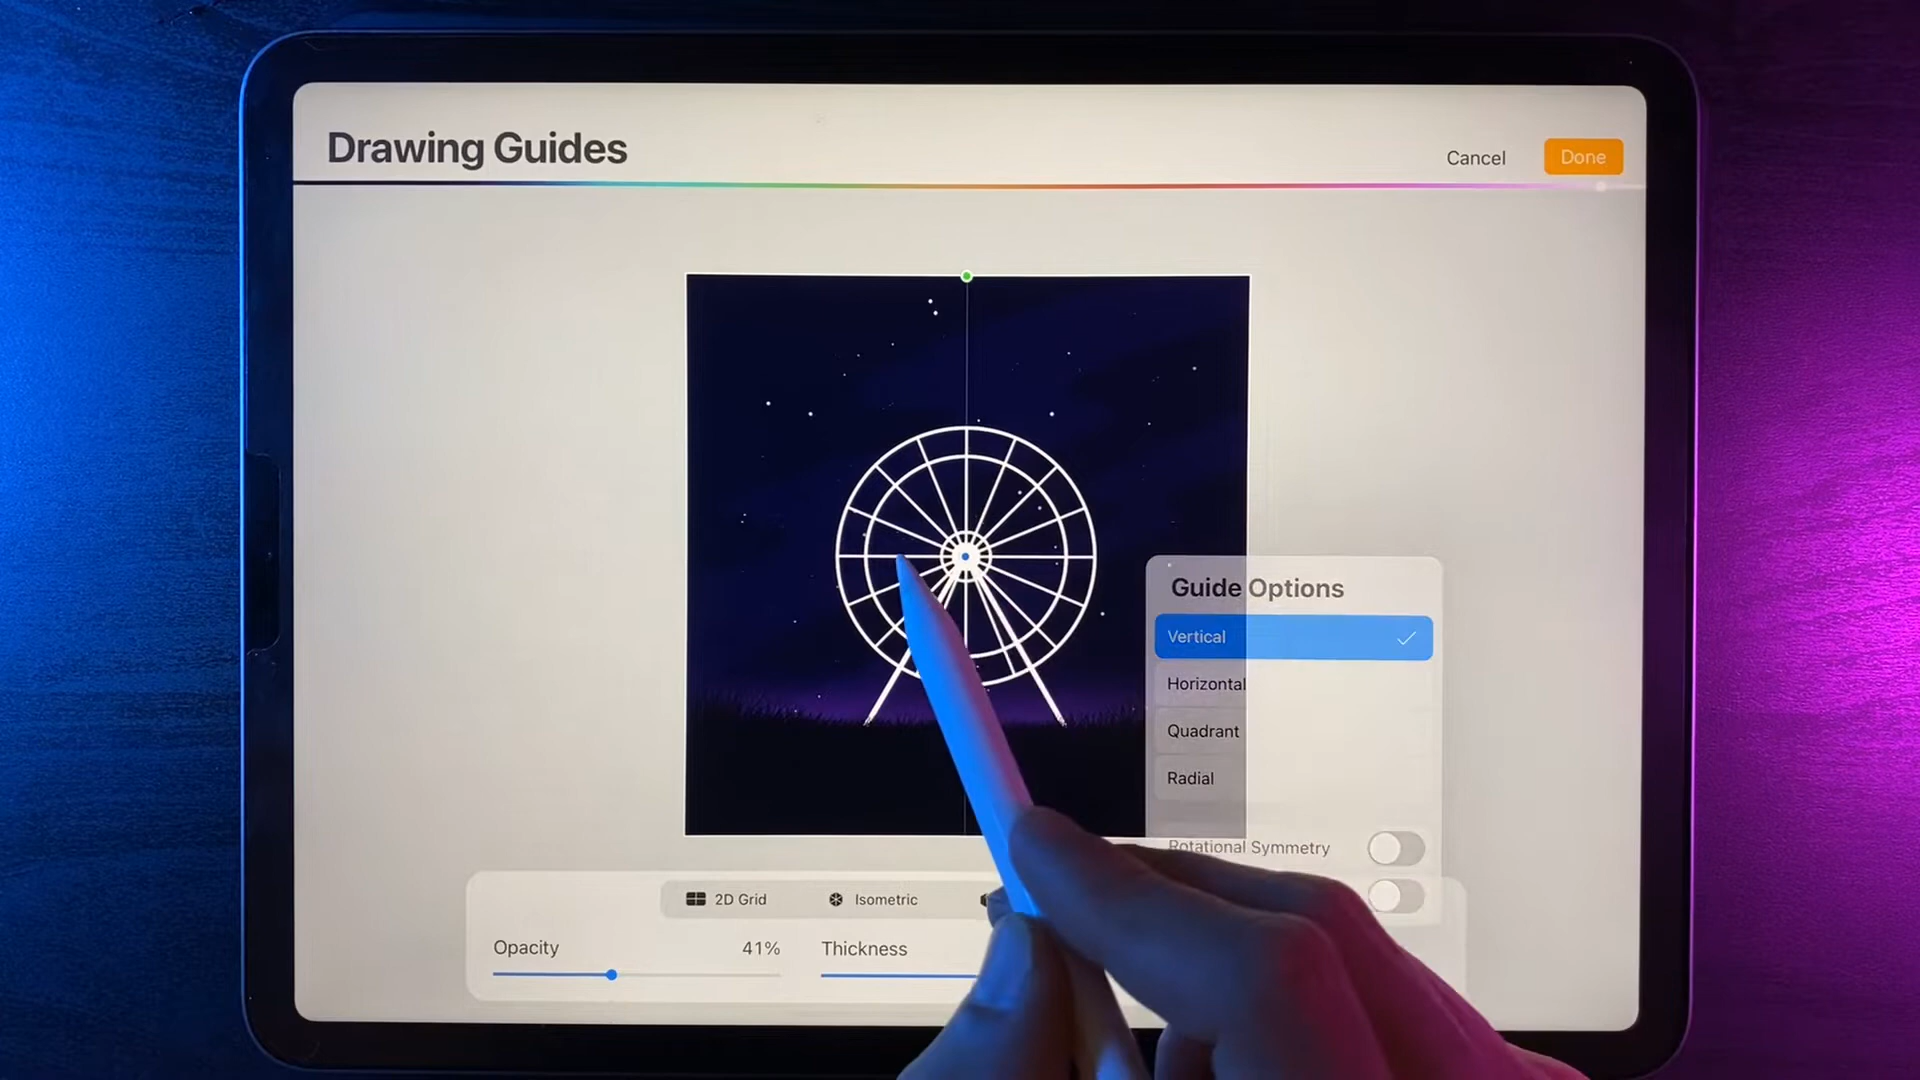 Drawing Guides
Cancel
Done
Guide Options
Vertical
Horizontal
Quadrant
Radial
Rotational Symmetry
2D Grid
Isometric
Opacity
41%
Thickness